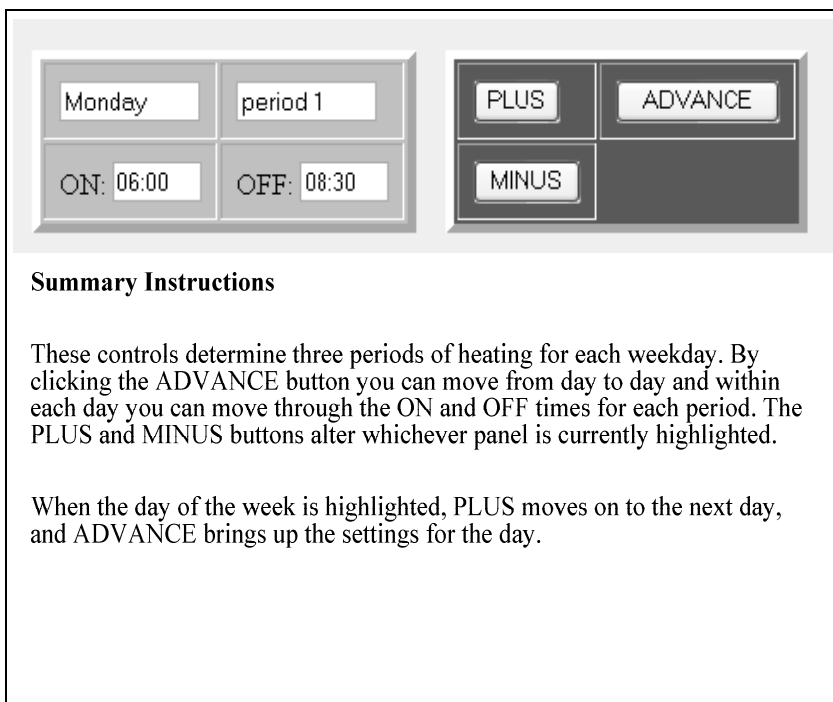 Monday period 1 PLUS ADVANCE
ON: 06:00 OFF: 08:30 MINUS
Summary Instructions
These controls determine three periods of heating for each weekday. By
clicking the ADVANCE button you can move from day to day and within
each day you can move through the ON and OFF times for each period. The
PLUS and MINUS buttons alter whichever panel is currently highlighted.
When the day of the week is highlighted, PLUS moves on to the next day,
and ADVANCE brings up the settings for the day.